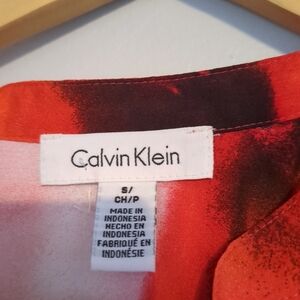 Calvin Klein
S/
CH/P
MADE IN
INDONESIA
HECHO EN
INDONESIA
FABRIQUÉ EN
INDONÉSIE